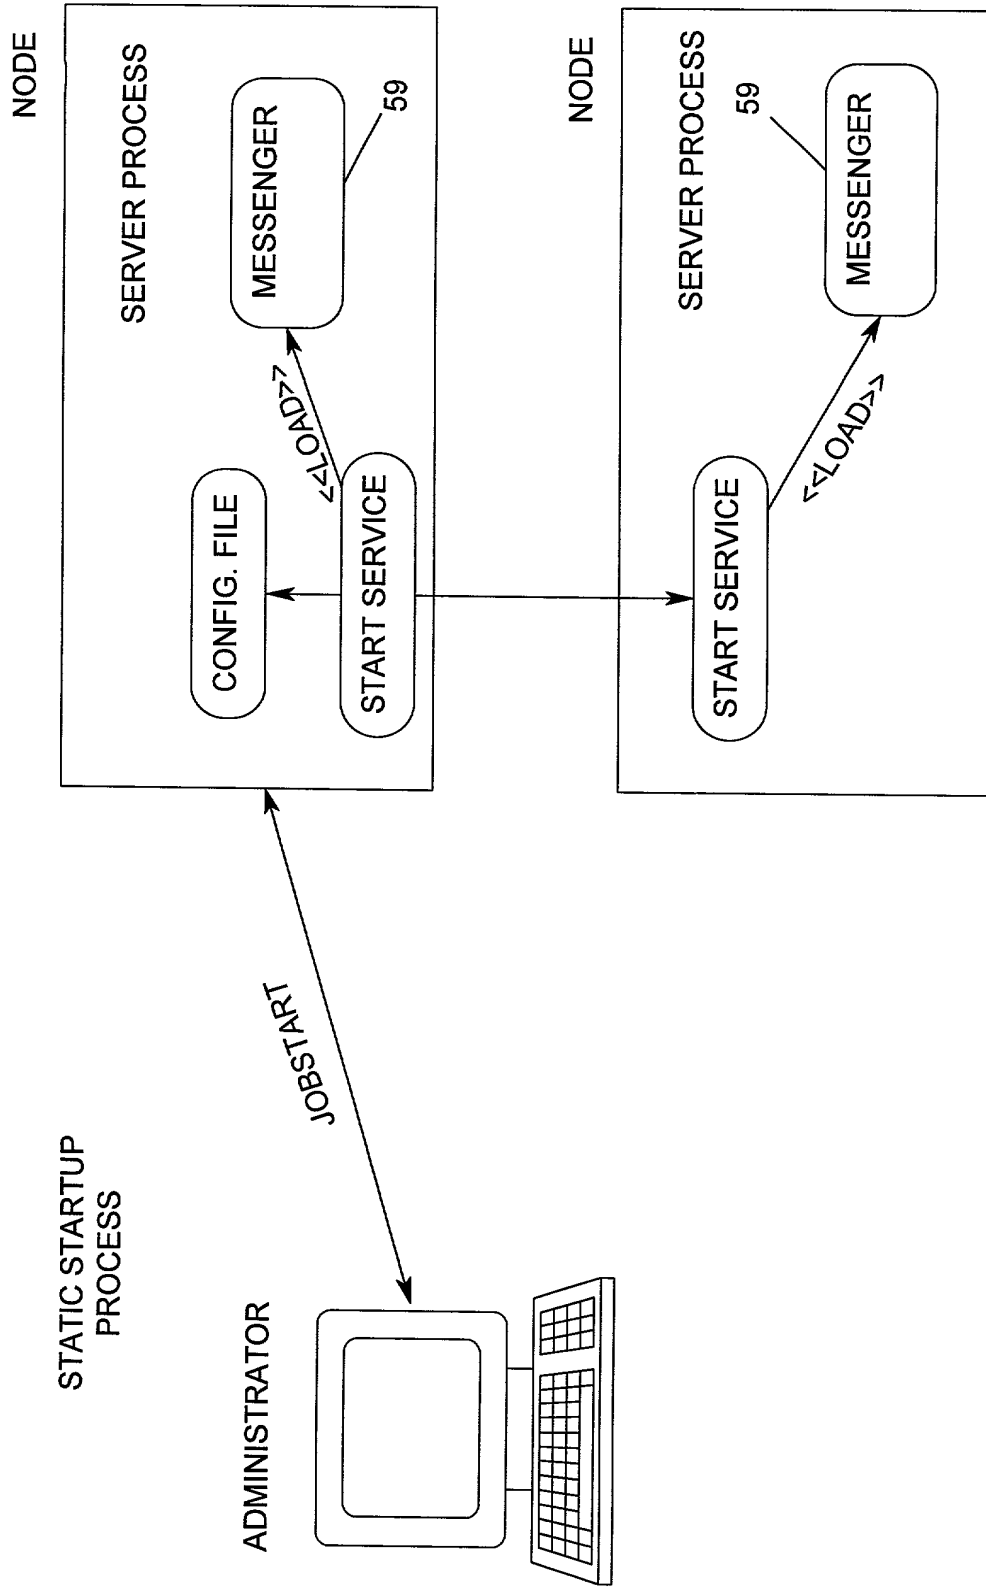 STATIC STARTUP
PROCESS
ADMINISTRATOR
JOBSTART
NODE
SERVER PROCESS
CONFIG. FILE
START SERVICE
<<LOAD>>
MESSENGER
59
NODE
SERVER PROCESS
START SERVICE
<<LOAD>>
MESSENGER
59